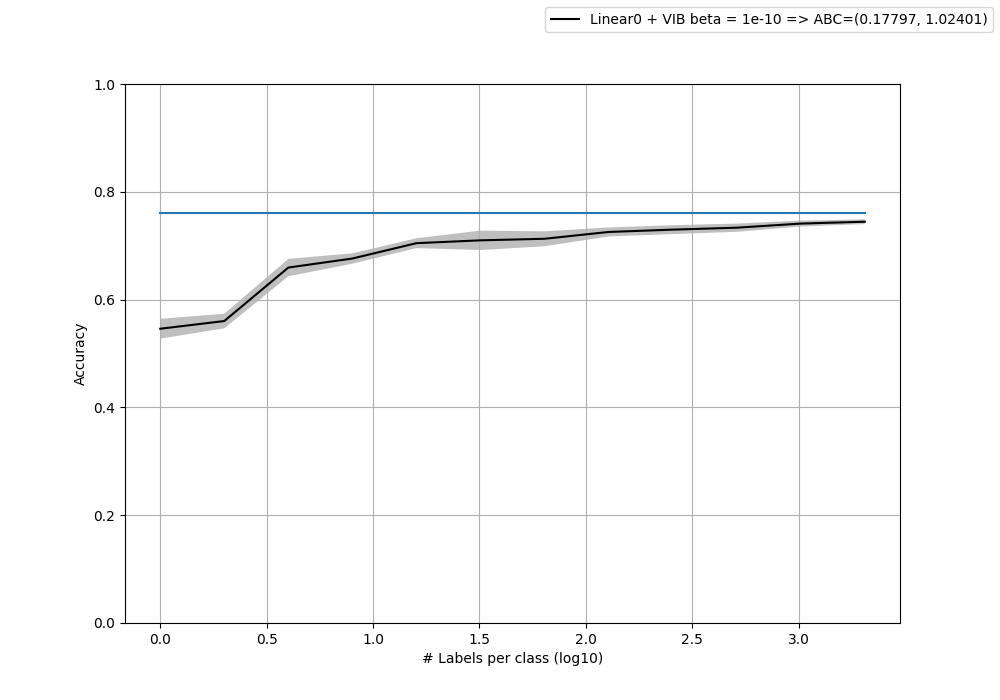 Linear0 + VIB beta = 1e-10 => ABC=(0.17797, 1.02401)
1.0
0.8
0.6
0.4
0.2
0.0
Accuracy
0.0 0.5 1.0 1.5 2.0 2.5 3.0
# Labels per class (log10)